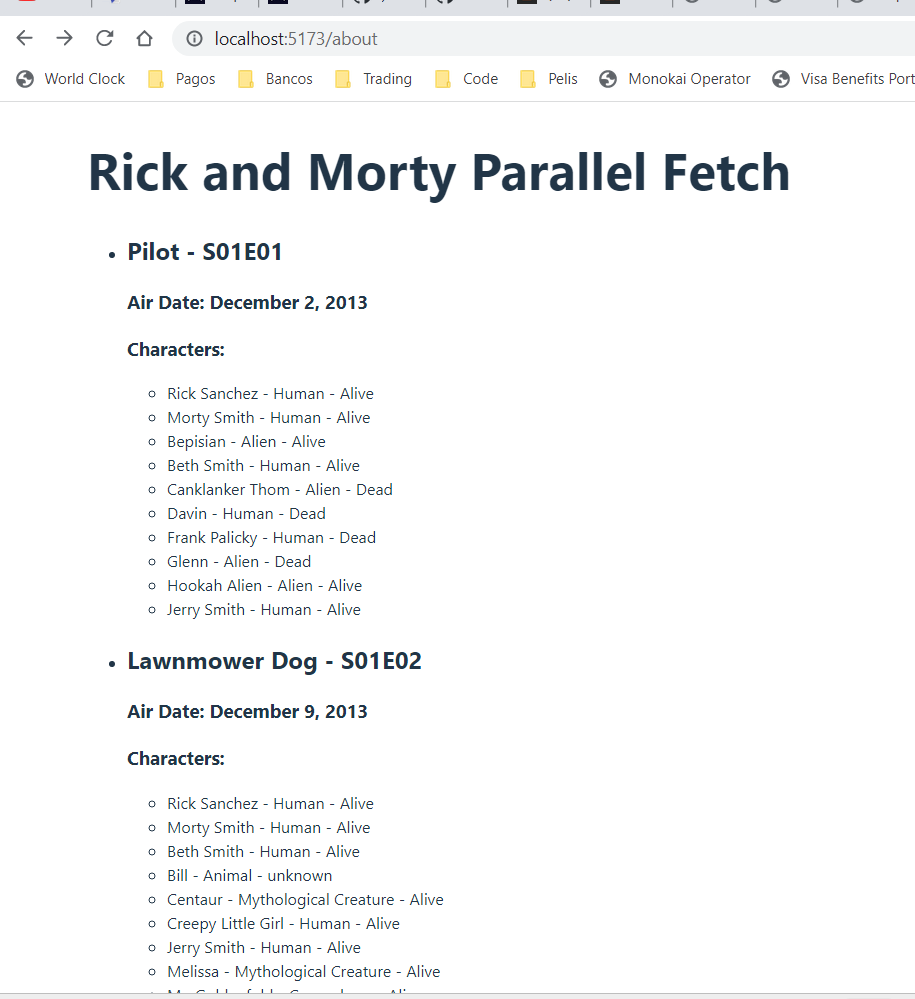 localhost:5173/about
World Clock Pagos Bancos Trading Code Pelis Monokai Operator Visa Benefits Port
Rick and Morty Parallel Fetch
Pilot - S01E01
Air Date: December 2, 2013
Characters:
Rick Sanchez - Human - Alive
Morty Smith - Human - Alive
Bepisian - Alien - Alive
Beth Smith - Human - Alive
Canklanker Thom - Alien - Dead
Davin - Human - Dead
Frank Palicky - Human - Dead
Glenn - Alien - Dead
Hookah Alien - Alien - Alive
Jerry Smith - Human - Alive
Lawnmower Dog - S01E02
Air Date: December 9, 2013
Characters:
Rick Sanchez - Human - Alive
Morty Smith - Human - Alive
Beth Smith - Human - Alive
Bill - Animal - unknown
Centaur - Mythological Creature - Alive
Creepy Little Girl - Human - Alive
Jerry Smith - Human - Alive
Melissa - Mythological Creature - Alive